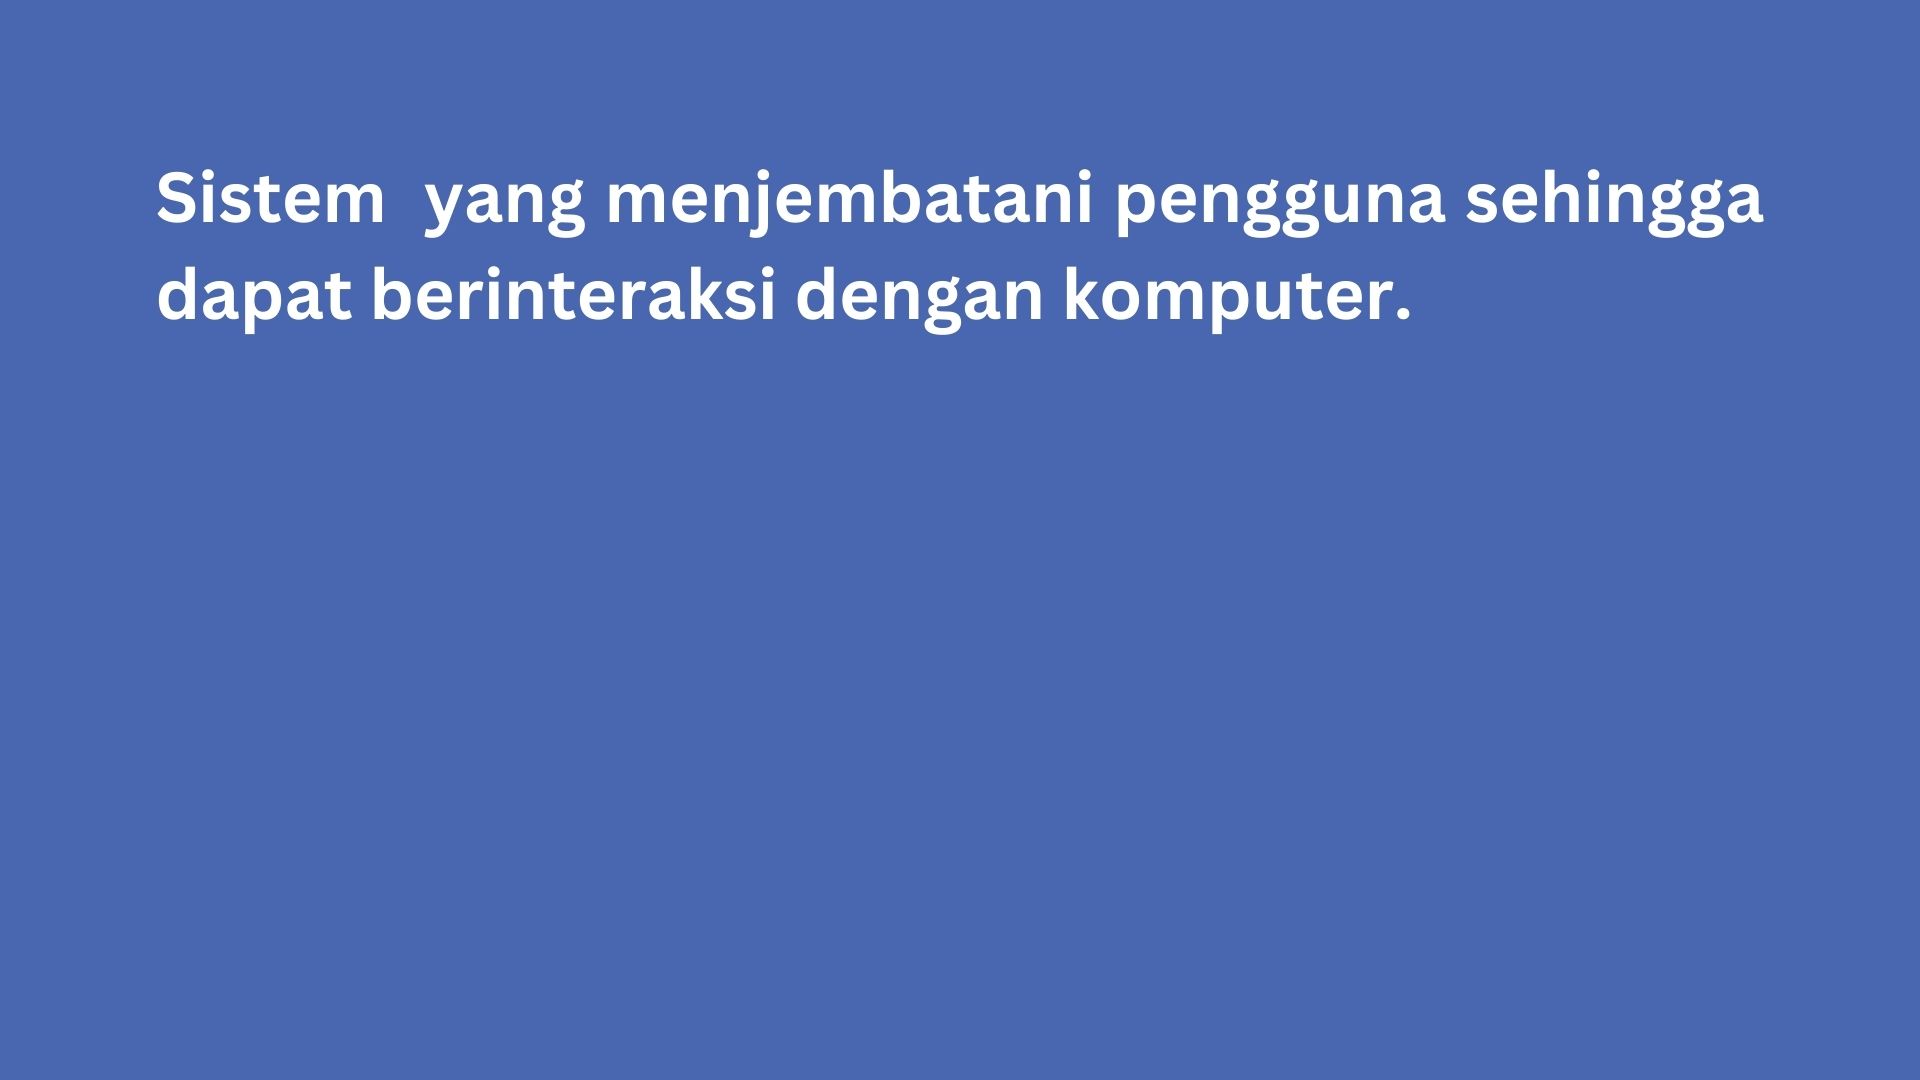 Sistem  yang menjembatani pengguna sehingga
dapat berinteraksi dengan komputer.